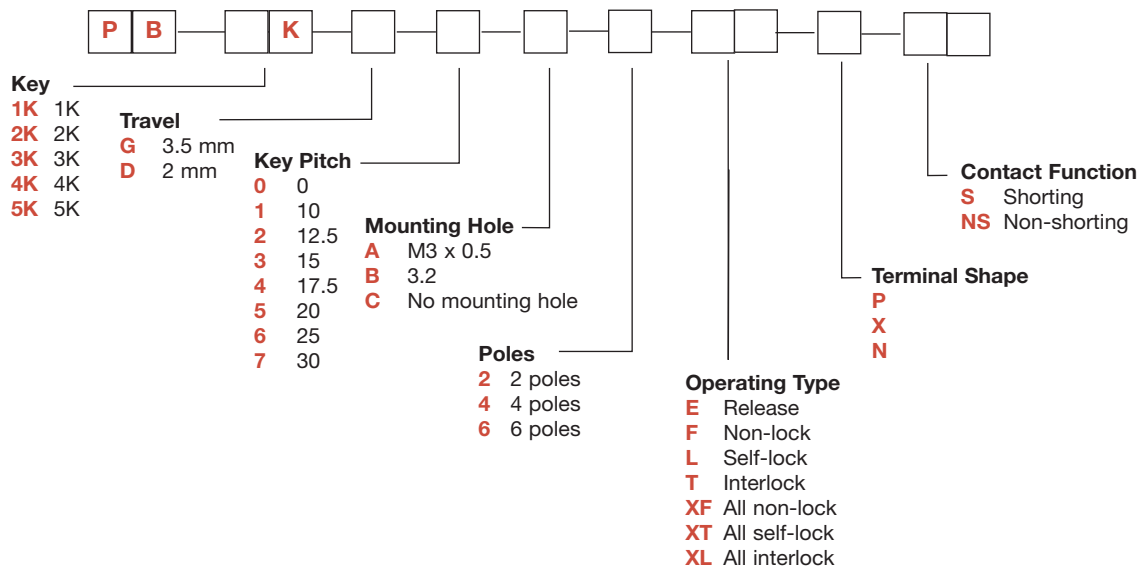 P B K
Key
1K 1K
2K 2K
3K 3K
4K 4K
5K 5K
Travel
G 3.5 mm
D 2 mm
Key Pitch
0 0
1 10
2 12.5
3 15
4 17.5
5 20
6 25
7 30
Mounting Hole
A M3 x 0.5
B 3.2
C No mounting hole
Poles
2 2 poles
4 4 poles
6 6 poles
Operating Type
E Release
F Non-lock
L Self-lock
T Interlock
XF All non-lock
XT All self-lock
XL All interlock
Terminal Shape
P
X
N
Contact Function
S Shorting
NS Non-shorting